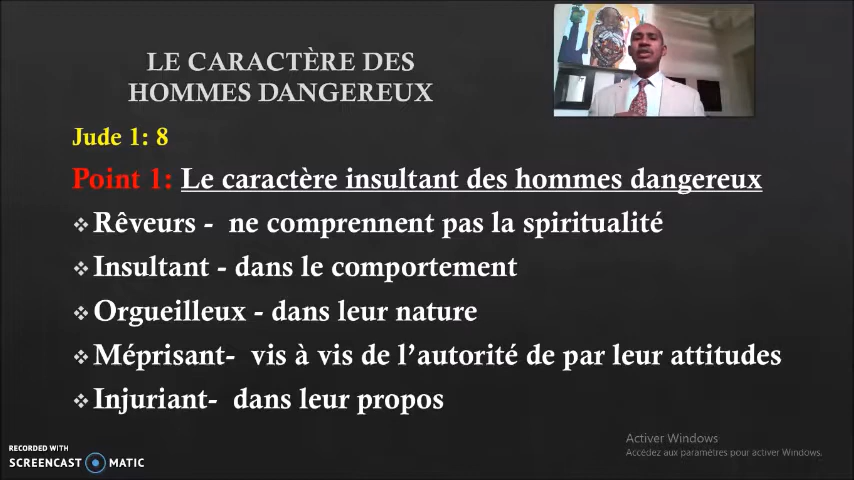 LE CARACTÈRE DES
HOMMES DANGEREUX
Jude 1: 8
Point 1: Le caractère insultant des hommes dangereux
Rêveurs - ne comprennent pas la spiritualité
Insultant - dans le comportement
Orgueilleux - dans leur nature
Méprisant- vis à vis de l'autorité de par leur attitudes
Injuriant- dans leur propos
Activer Windows
Accédez aux paramètres pour activer Windows.
RECORDED WITH
SCREENCAST MATIC